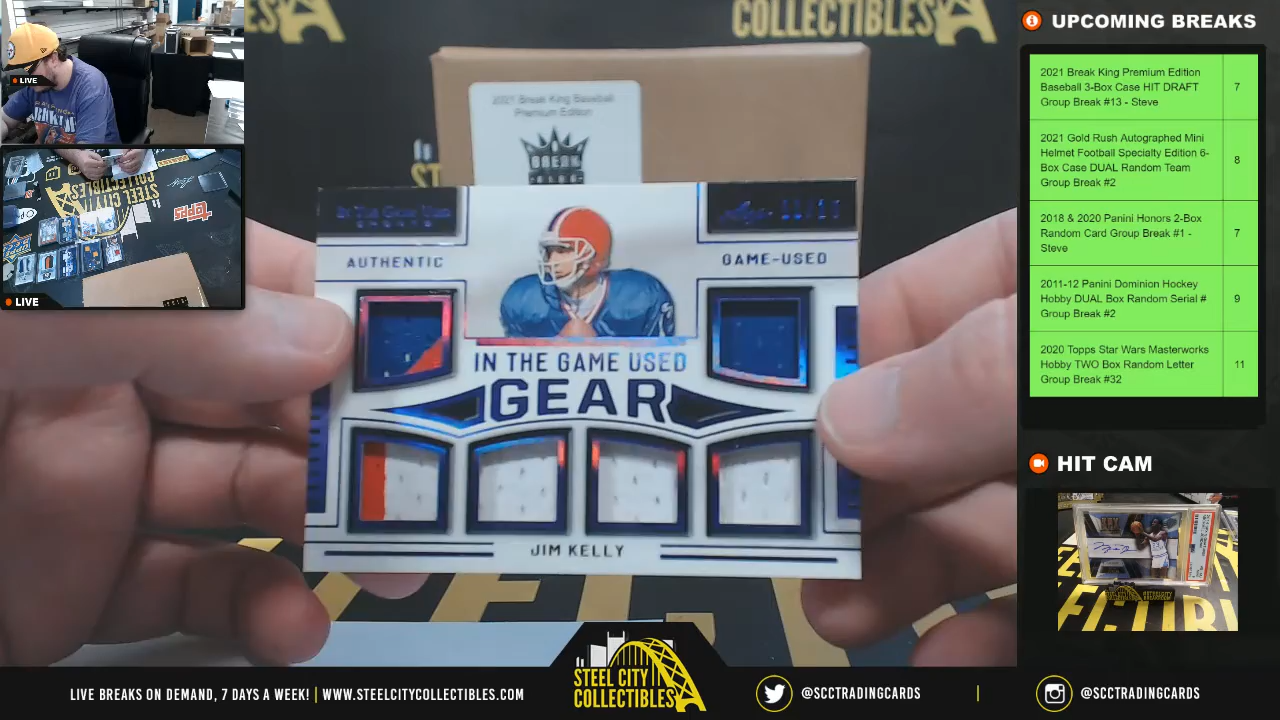 COLLECTIBLES
UPCOMING BREAKS
2021 Break King Premium Edition
Baseball 3-Box Case HIT DRAFT
Group Break #13 - Steve
7
2021 Gold Rush Autographed Mini
Helmet Football Specialty Edition 6-
Box Case DUAL Random Team
Group Break #2
8
2018 & 2020 Panini Honors 2-Box
Random Card Group Break #1 -
Steve
7
2011-12 Panini Dominion Hockey
Hobby DUAL Box Random Serial #
Group Break #2
9
2020 Topps Star Wars Masterworks
Hobby TWO Box Random Letter
Group Break #32
11
HIT CAM
LIVE
LIVE
2021 Break King Baseball
Premium Edition
BREAK
IN THE GAME USED
SPORTS
AUTHENTIC
GAME-USED
IN THE GAME USED
GEAR
JIM KELLY
LIVE BREAKS ON DEMAND, 7 DAYS A WEEK! | WWW.STEELCITYCOLLECTIBLES.COM
STEEL CITY
COLLECTIBLES
@SCCTRADINGCARDS
@SCCTRADINGCARDS